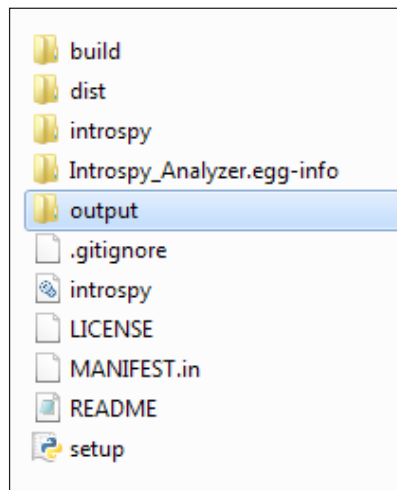 build
dist
introspy
Introspy_Analyzer.egg-info
output
.gitignore
introspy
LICENSE
MANIFEST.in
README
setup